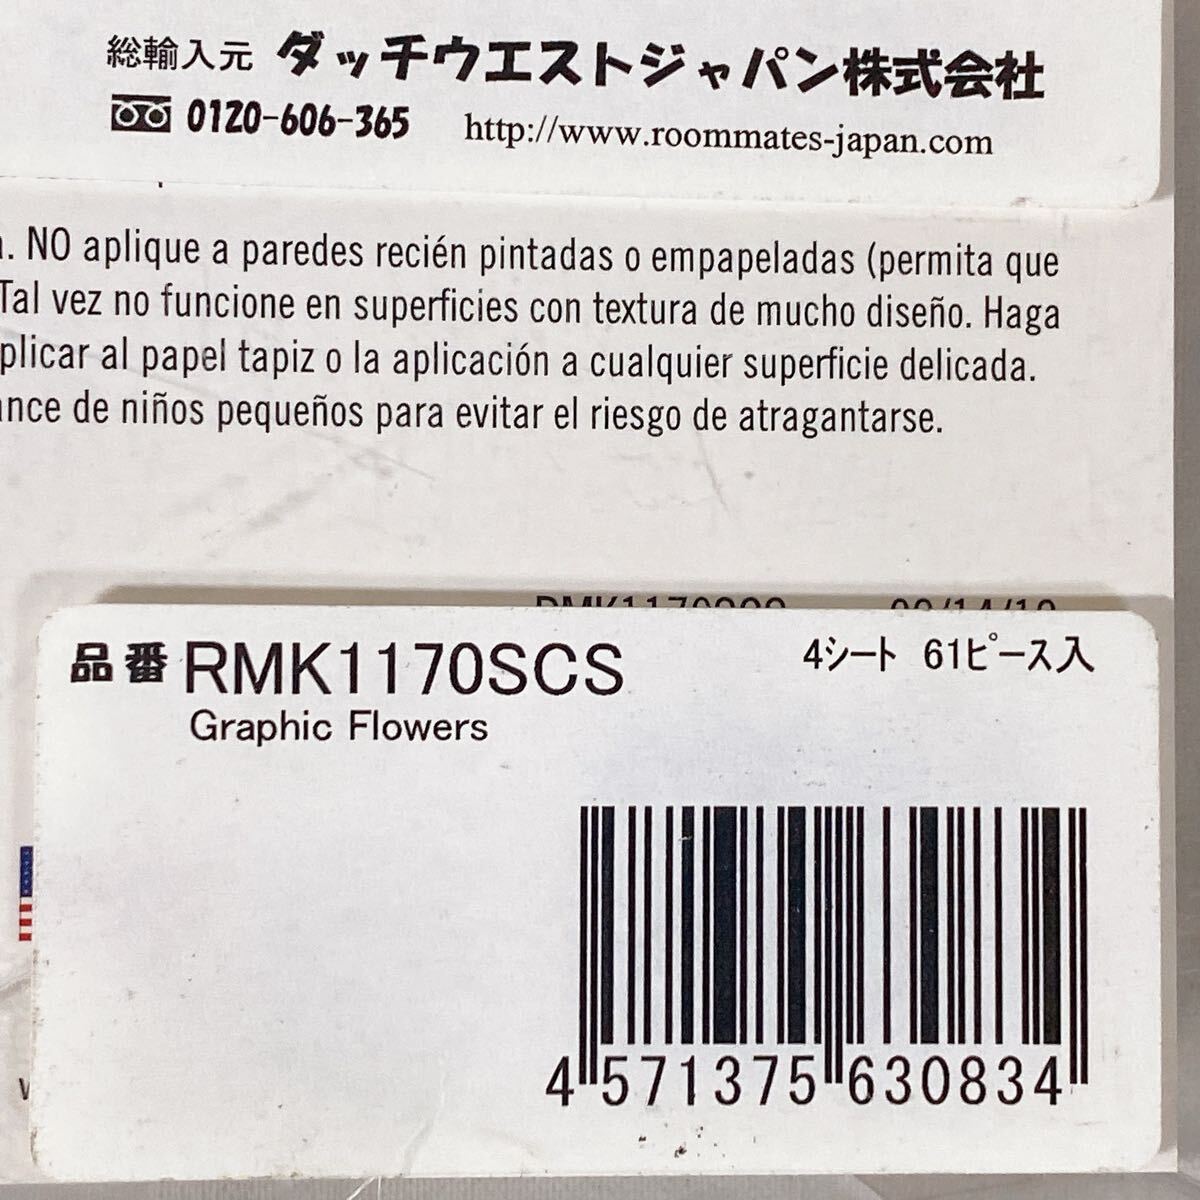 総輸入元 ダッチウエストジャパン株式会社
0120-606-365 http://www.roommates-japan.com
. NO aplique a paredes recién pintadas o empapeladas (permita que
Tal vez no funcione en superficies con textura de mucho diseño. Haga
plicar al papel tapiz o la aplicación a cualquier superficie delicada.
ance de niños pequeños para evitar el riesgo de atragantarse.
品番 RMK1170SCS 4シート 61ピース入
Graphic Flowers
4 571375 630834